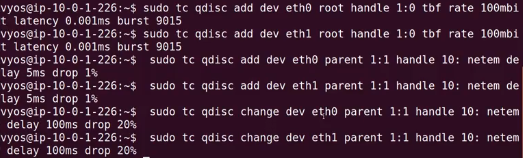 vyos@ip-10-0-1-226:~$ sudo tc qdisc add dev eth0 root handle 1:0 tbf rate 100mbi
t latency 0.001ms burst 9015
vyos@ip-10-0-1-226:~$ sudo tc qdisc add dev eth1 root handle 1:0 tbf rate 100mbi
t latency 0.001ms burst 9015
vyos@ip-10-0-1-226:~$  sudo tc qdisc add dev eth0 parent 1:1 handle 10: netem de
lay 5ms drop 1%
vyos@ip-10-0-1-226:~$  sudo tc qdisc add dev eth1 parent 1:1 handle 10: netem de
lay 5ms drop 1%
vyos@ip-10-0-1-226:~$  sudo tc qdisc change dev eth0 parent 1:1 handle 10: netem
 delay 100ms drop 20%
vyos@ip-10-0-1-226:~$  sudo tc qdisc change dev eth1 parent 1:1 handle 10: netem
 delay 100ms drop 20%